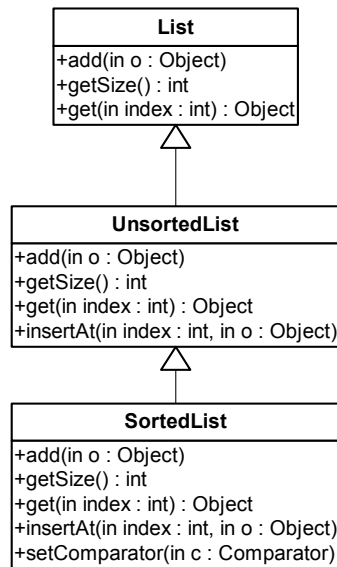 List
+add(in o : Object)
+getSize() : int
+get(in index : int) : Object
UnsortedList
+add(in o : Object)
+getSize() : int
+get(in index : int) : Object
+insertAt(in index : int, in o : Object)
SortedList
+add(in o : Object)
+getSize() : int
+get(in index : int) : Object
+insertAt(in index : int, in o : Object)
+setComparator(in c : Comparator)